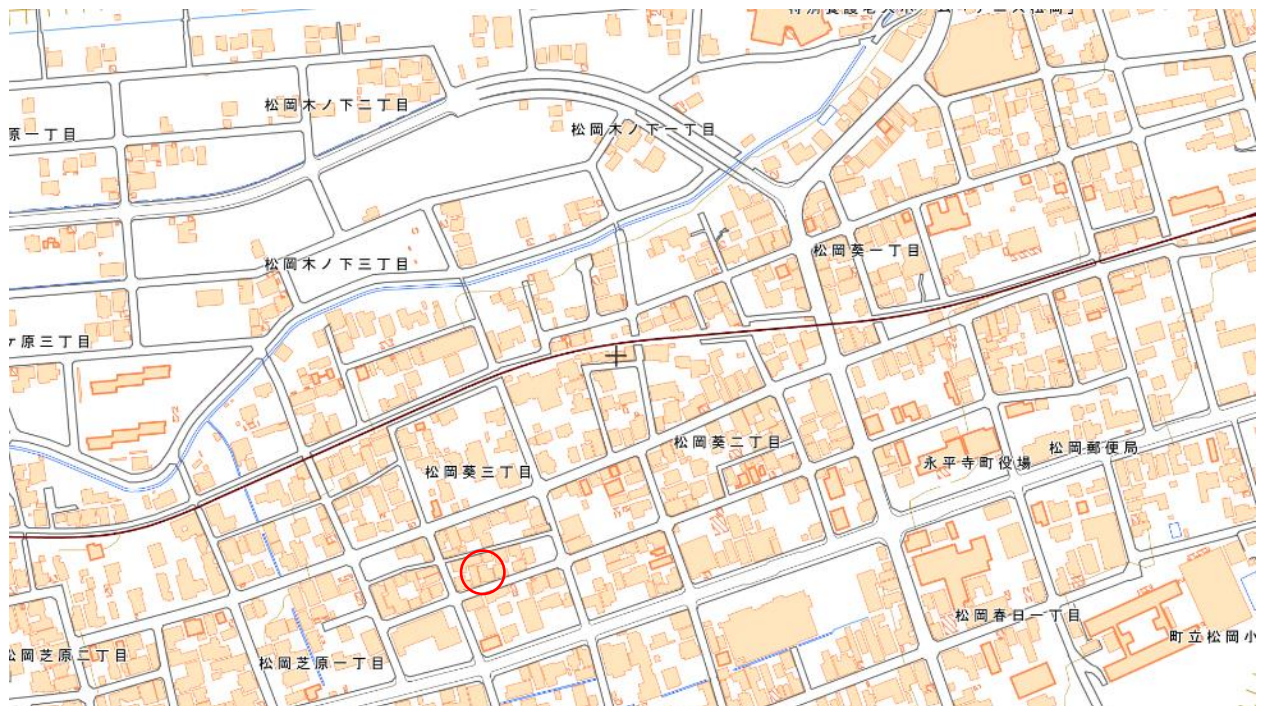 松岡木ノ下二丁目
原一丁目
松岡木ノ下一丁目
松岡葵一丁目
松岡木ノ下三丁目
ヶ原三丁目
松岡葵二丁目
松岡郵便局
永平寺町役場
松岡葵三丁目
松岡春日一丁目
町立松岡小
松岡芝原二丁目
松岡芝原一丁目